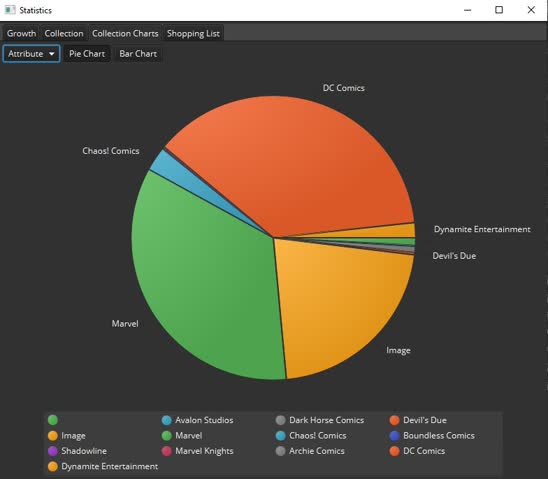 Statistics
Growth Collection Collection Charts Shopping List
Attribute Pie Chart Bar Chart
DC Comics
Chaos! Comics
Dynamite Entertainment
Devil's Due
Marvel
Image
Avalon Studios Dark Horse Comics Devil's Due
Image Marvel Chaos! Comics Boundless Comics
Shadowline Marvel Knights Archie Comics DC Comics
Dynamite Entertainment